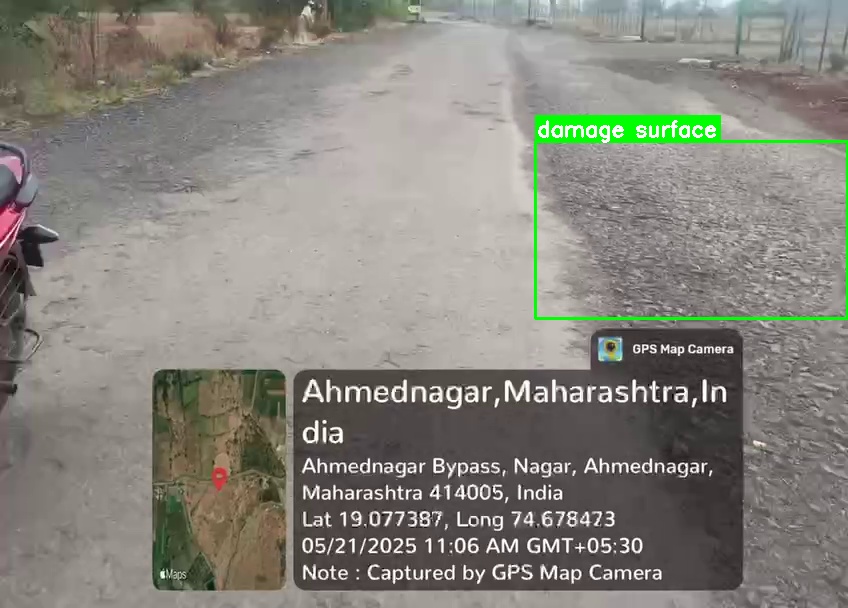 damage surface
GPS Map Camera
Ahmednagar,Maharashtra,In
dia
Ahmednagar Bypass, Nagar, Ahmednagar,
Maharashtra 414005, India
Lat 19.077387, Long 74.678473
05/21/2025 11:06 AM GMT+05:30
Note : Captured by GPS Map Camera
Maps